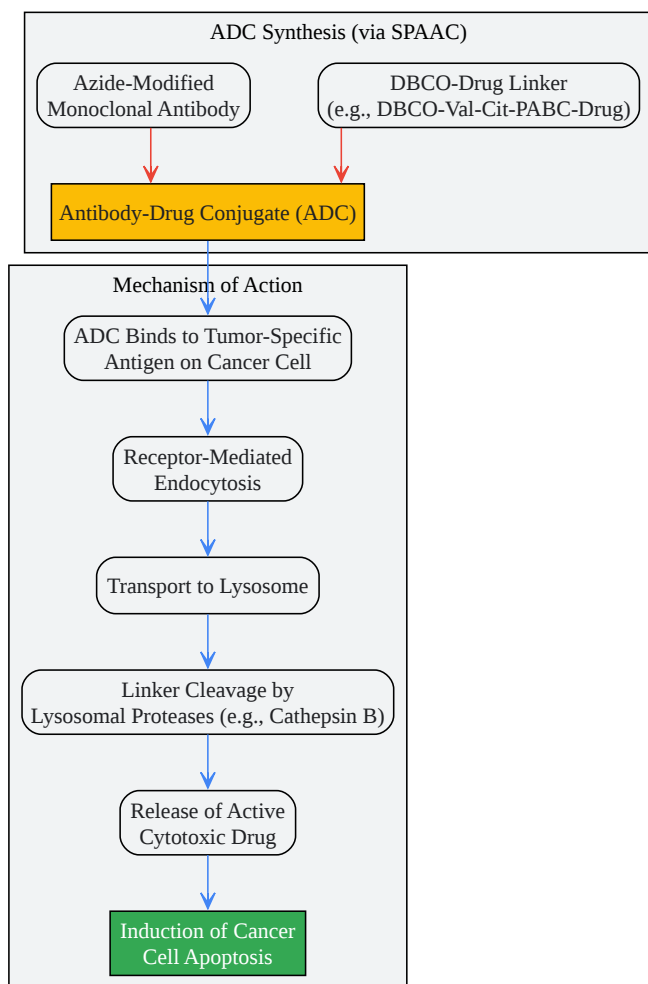 ADC Synthesis (via SPAAC)
Azide-Modified
Monoclonal Antibody
DBCO-Drug Linker
(e.g., DBCO-Val-Cit-PABC-Drug)
Antibody-Drug Conjugate (ADC)
Mechanism of Action
ADC Binds to Tumor-Specific
Antigen on Cancer Cell
Receptor-Mediated
Endocytosis
Transport to Lysosome
Linker Cleavage by
Lysosomal Proteases (e.g., Cathepsin B)
Release of Active
Cytotoxic Drug
Induction of Cancer
Cell Apoptosis